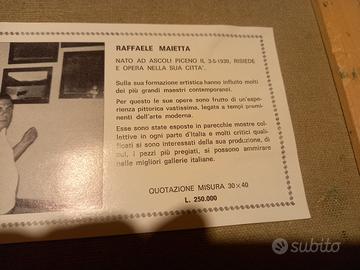 RAFFAELE MAIETTA
NATO AD ASCOLI PICENO IL 3-5-1939, RISIEDE
E OPERA NELLA SUA CITTA'.
Sulla sua formazione artistica hanno influito molti
dei più grandi maestri contemporanei.
Per questo le sue opere sono frutto di un'espe-
rienza pittorica vastissima, legata a tempi premi-
nenti dell'arte moderna.
Esse sono state esposte in parecchie mostre col-
lettive in ogni parte d'Italia e molti critici quali-
ficati si sono interessati della sua produzione, di
cui, i pezzi più pregiati, si possono ammirare
nelle migliori gallerie italiane.
QUOTAZIONE MISURA 30×40
L. 250.000
subito